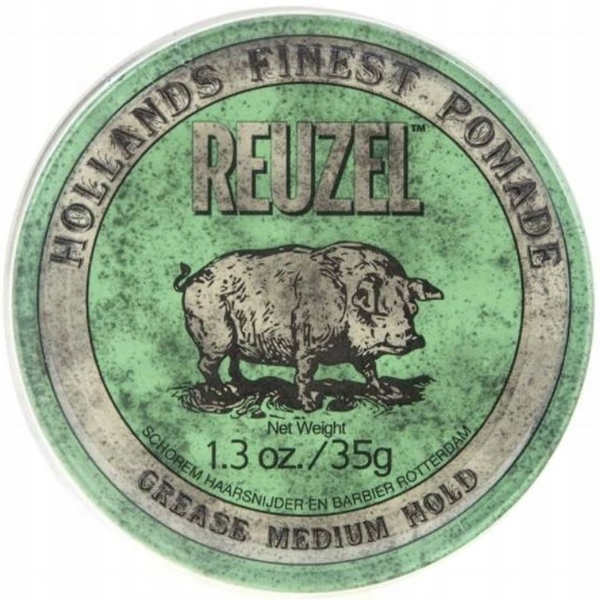 HOLLANDS FINEST POMADE
REUZEL™
Net Weight
1.3 oz./35g
SCHOREM HAARSNIJDER EN BARBIER ROTTERDAM
GREASE MEDIUM HOLD